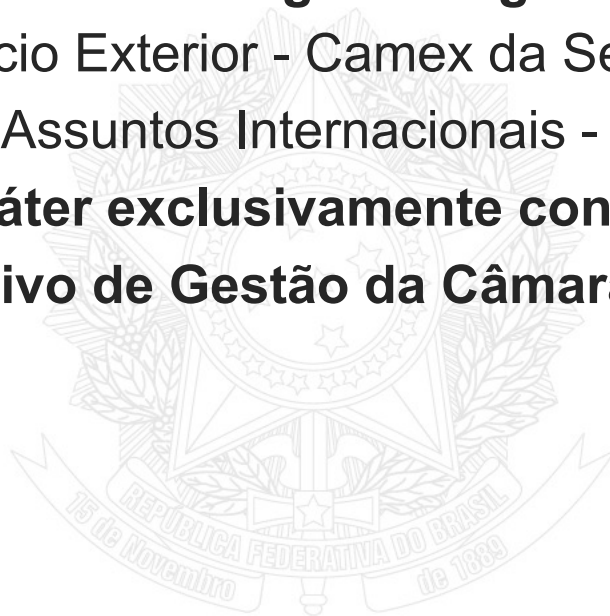 cio Exterior - Camex da Se
Assuntos Internacionais -
áter exclusivamente con
ivo de Gestão da Câmara
15 de Novembro
REPÚBLICA FEDERATIVA DO BRASIL
de 1889